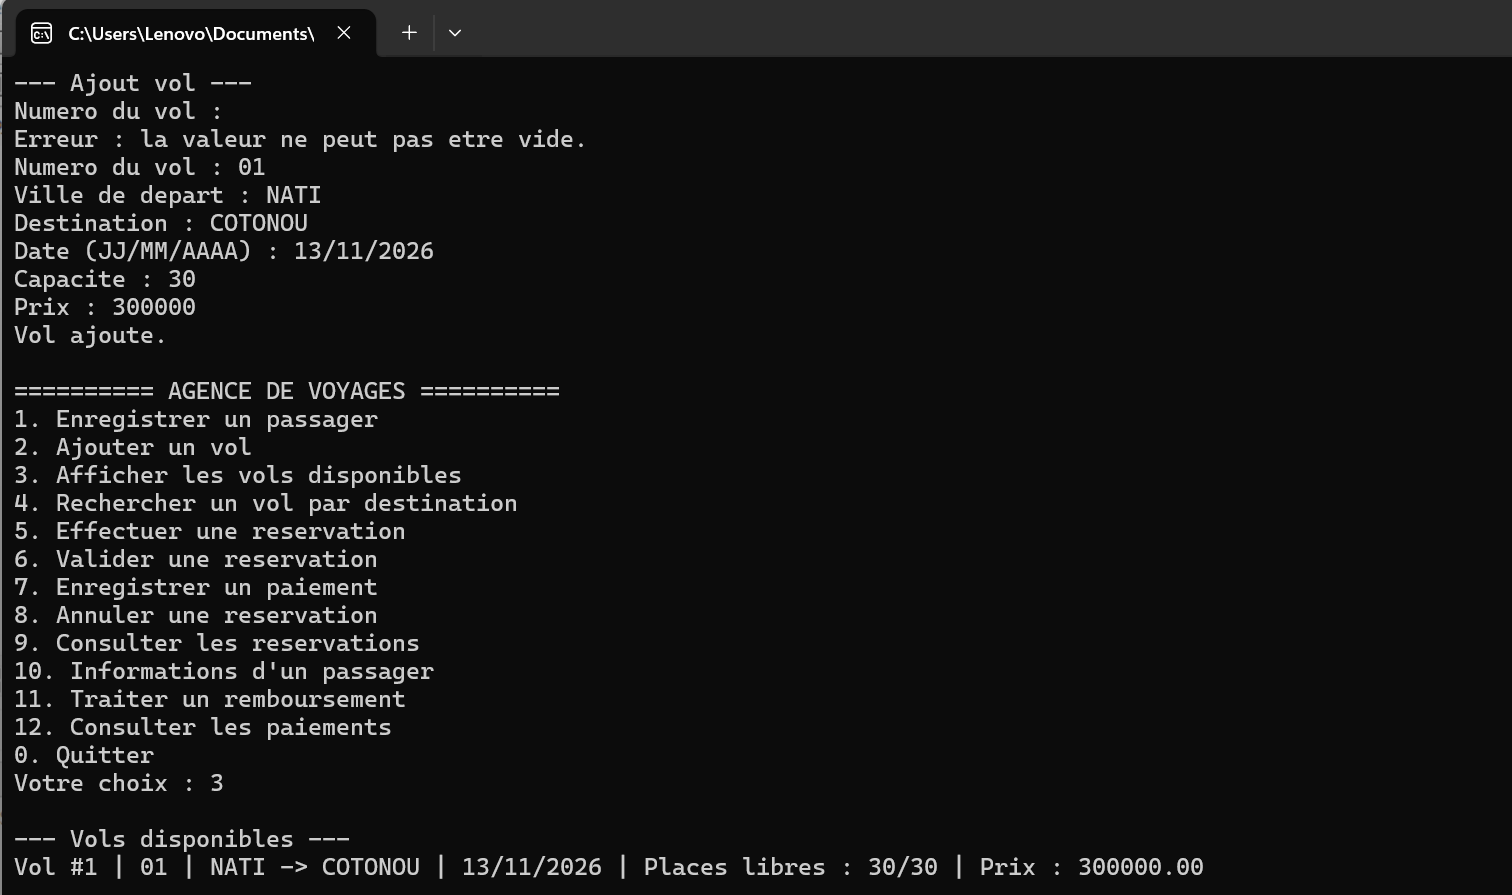 C:\Users\Lenovo\Documents\
--- Ajout vol ---
Numero du vol :
Erreur : la valeur ne peut pas etre vide.
Numero du vol : 01
Ville de depart : NATI
Destination : COTONOU
Date (JJ/MM/AAAA) : 13/11/2026
Capacite : 30
Prix : 300000
Vol ajoute.
========== AGENCE DE VOYAGES ==========
1. Enregistrer un passager
2. Ajouter un vol
3. Afficher les vols disponibles
4. Rechercher un vol par destination
5. Effectuer une reservation
6. Valider une reservation
7. Enregistrer un paiement
8. Annuler une reservation
9. Consulter les reservations
10. Informations d'un passager
11. Traiter un remboursement
12. Consulter les paiements
0. Quitter
Votre choix : 3
--- Vols disponibles ---
Vol #1 | 01 | NATI -> COTONOU | 13/11/2026 | Places libres : 30/30 | Prix : 300000.00